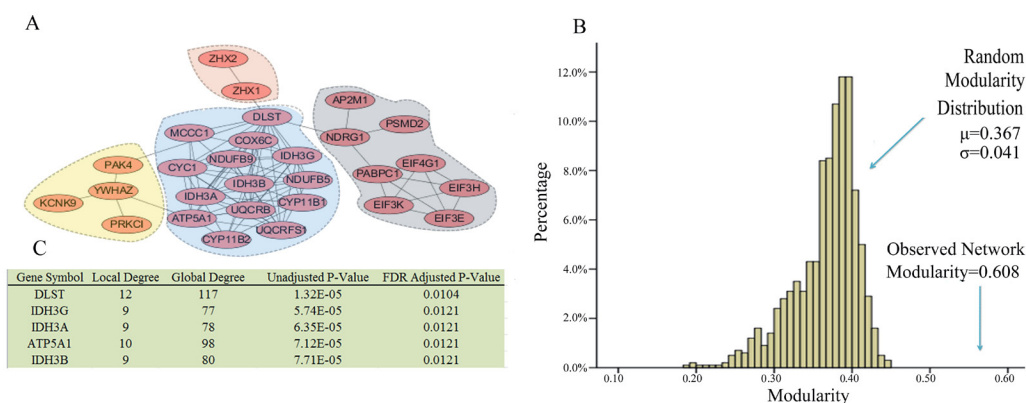 A
ZHX2
ZHX1
DLST
MCCC1
COX6C
CYC1
NDUFB9
IDH3G
IDH3B
NDUFB5
IDH3A
CYP11B1
UQCRB
ATP5A1
UQCRFS1
CYP11B2
PAK4
YWHAZ
KCNK9
PRKCI
AP2M1
PSMD2
NDRG1
EIF4G1
PABPC1
EIF3H
EIF3K
EIF3E
C
Gene Symbol Local Degree Global Degree Unadjusted P-Value FDR Adjusted P-Value
DLST 12 117 1.32E-05 0.0104
IDH3G 9 77 5.74E-05 0.0121
IDH3A 9 78 6.35E-05 0.0121
ATP5A1 10 98 7.12E-05 0.0121
IDH3B 9 80 7.71E-05 0.0121
B
Percentage
12.0%
10.0%
8.0%
6.0%
4.0%
2.0%
0.0%
0.10 0.20 0.30 0.40 0.50 0.60
Modularity
Random
Modularity
Distribution
μ=0.367
σ=0.041
Observed Network
Modularity=0.608